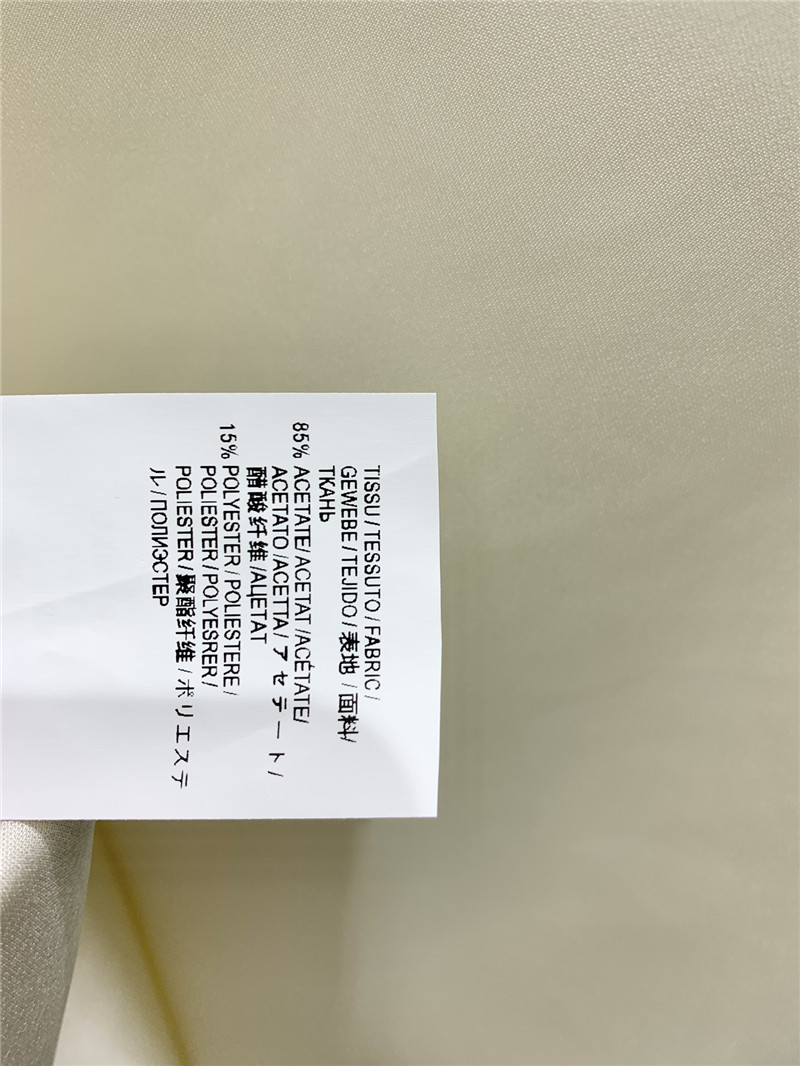 TISSU / TESSUTO / FABRIC /
GEWEBE / TEJIDO / 表地 / 面料/
ТКАНЬ
85% ACETATE/ ACETAT /ACÉTATE/
ACETATO /ACETTA / アセテート /
醋酸纤维 /АЦЕТАТ
15% POLYESTER / POLIESTERE /
POLIESTER / POLYESRER /
POLIESTER / 聚酯纤维 / ポリエステ
ル / ПОЛИЭСТЕР